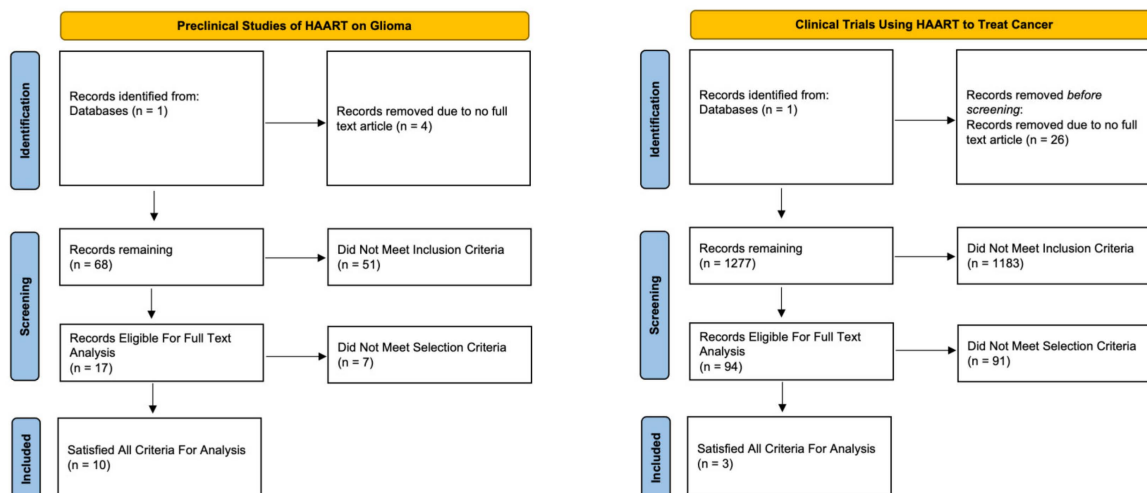 Preclinical Studies of HAART on Glioma
Identification
Records identified from:
Databases (n = 1)
Records removed due to no full
text article (n = 4)
Screening
Records remaining
(n = 68)
Did Not Meet Inclusion Criteria
(n = 51)
Records Eligible For Full Text
Analysis
(n = 17)
Did Not Meet Selection Criteria
(n = 7)
Included
Satisfied All Criteria For Analysis
(n = 10)
Clinical Trials Using HAART to Treat Cancer
Identification
Records identified from:
Databases (n = 1)
Records removed before
screening:
Records removed due to no full
text article (n = 26)
Screening
Records remaining
(n = 1277)
Did Not Meet Inclusion Criteria
(n = 1183)
Records Eligible For Full Text
Analysis
(n = 94)
Did Not Meet Selection Criteria
(n = 91)
Included
Satisfied All Criteria For Analysis
(n = 3)